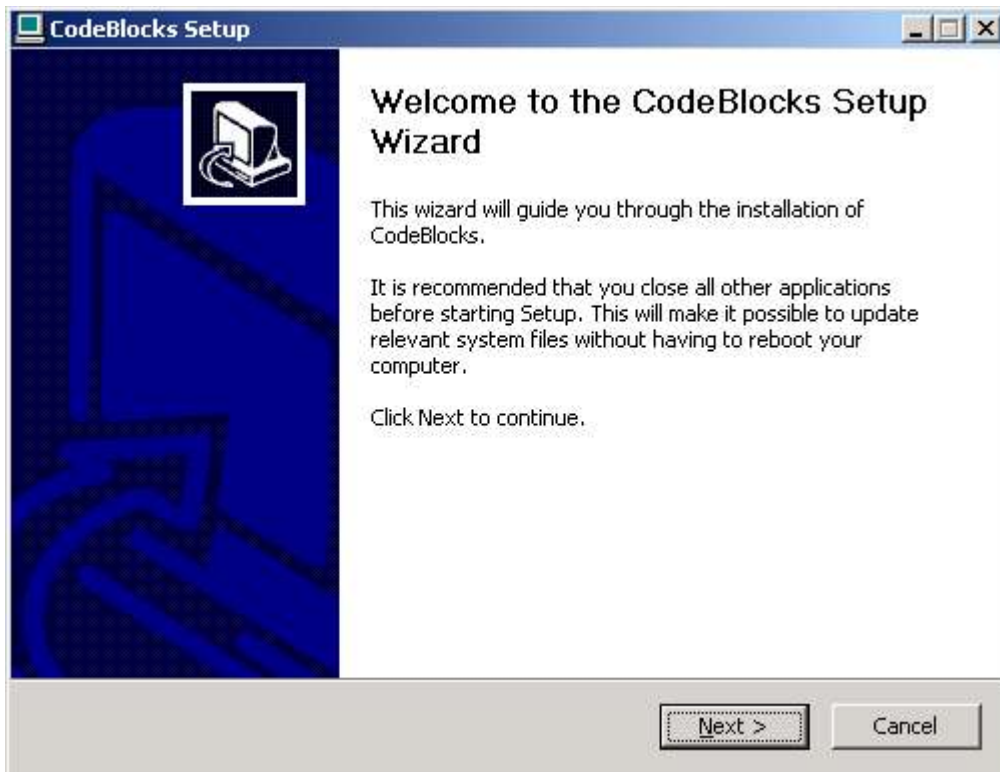 CodeBlocks Setup
Welcome to the CodeBlocks Setup
Wizard
This wizard will guide you through the installation of
CodeBlocks.
It is recommended that you close all other applications
before starting Setup. This will make it possible to update
relevant system files without having to reboot your
computer.
Click Next to continue.
Next >
Cancel